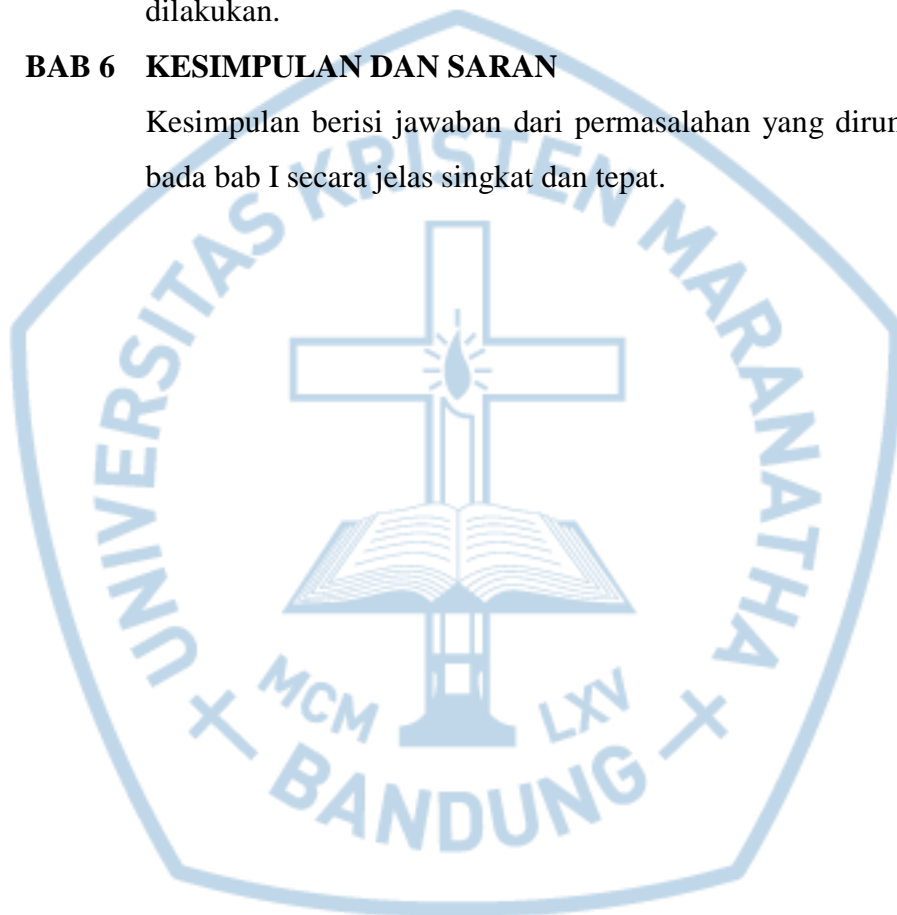 dilakukan.
BAB 6 KESIMPULAN DAN SARAN
Kesimpulan berisi jawaban dari permasalahan yang dirun
bada bab I secara jelas singkat dan tepat.
UNIVERSITAS KRISTEN MARANATHA
MCM LXV
BANDUNG